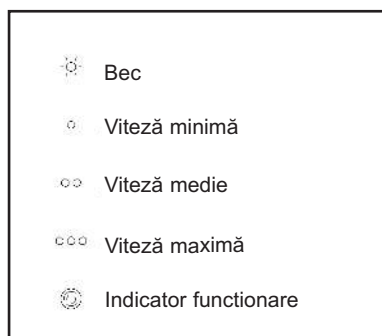 Bec
Viteză minimă
Viteză medie
Viteză maximă
Indicator functionare